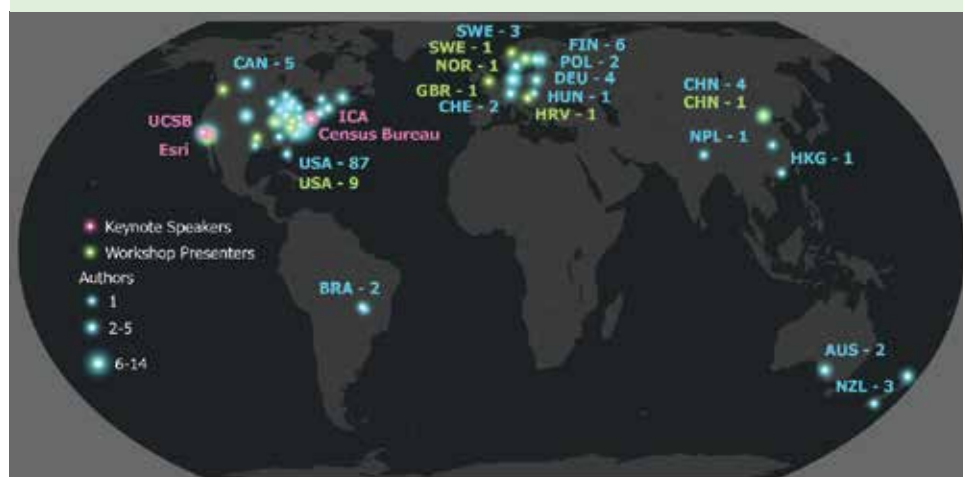 SWE - 3
SWE - 1
FIN - 6
NOR - 1
POL - 2
CAN - 5
DEU - 4
CHN - 4
GBR - 1
HUN - 1
CHN - 1
CHE - 2
HRV - 1
UCSB
ICA
Census Bureau
NPL - 1
Esri
HKG - 1
USA - 87
USA - 9
Keynote Speakers
Workshop Presenters
Authors
1
2-5
6-14
BRA - 2
AUS - 2
NZL - 3